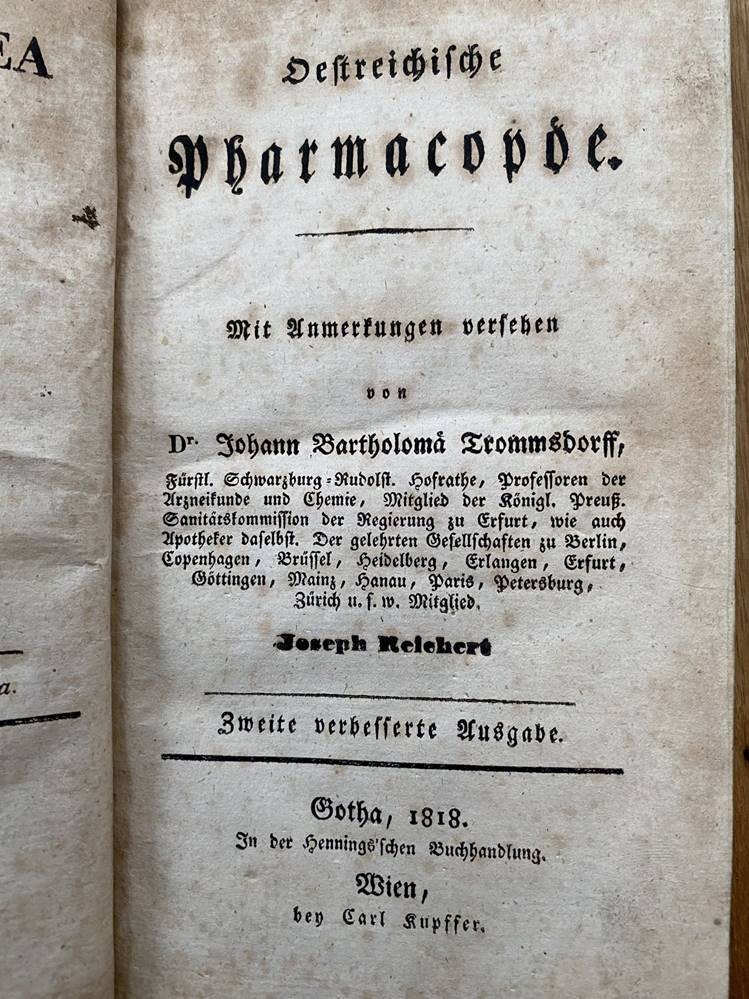 EA
a.
Oestreichische
Pharmacopöe.
Mit Anmerkungen versehen
von
Dr. Johann Bartholomä Trommsdorff,
Fürstl. Schwarzburg-Rudolst. Hofrathe, Professoren der
Arzneikunde und Chemie, Mitglied der Königl. Preuß.
Sanitätskommission der Regierung zu Erfurt, wie auch
Apotheker daselbst. Der gelehrten Gesellschaften zu Berlin,
Copenhagen, Brüssel, Heidelberg, Erlangen, Erfurt,
Göttingen, Mainz, Hanau, Paris, Petersburg,
Zürich u. s. w. Mitglied.
Joseph Reichert
Zweite verbesserte Ausgabe.
Gotha, 1818.
In der Hennings'schen Buchhandlung.
Wien,
bey Carl Kupffer.